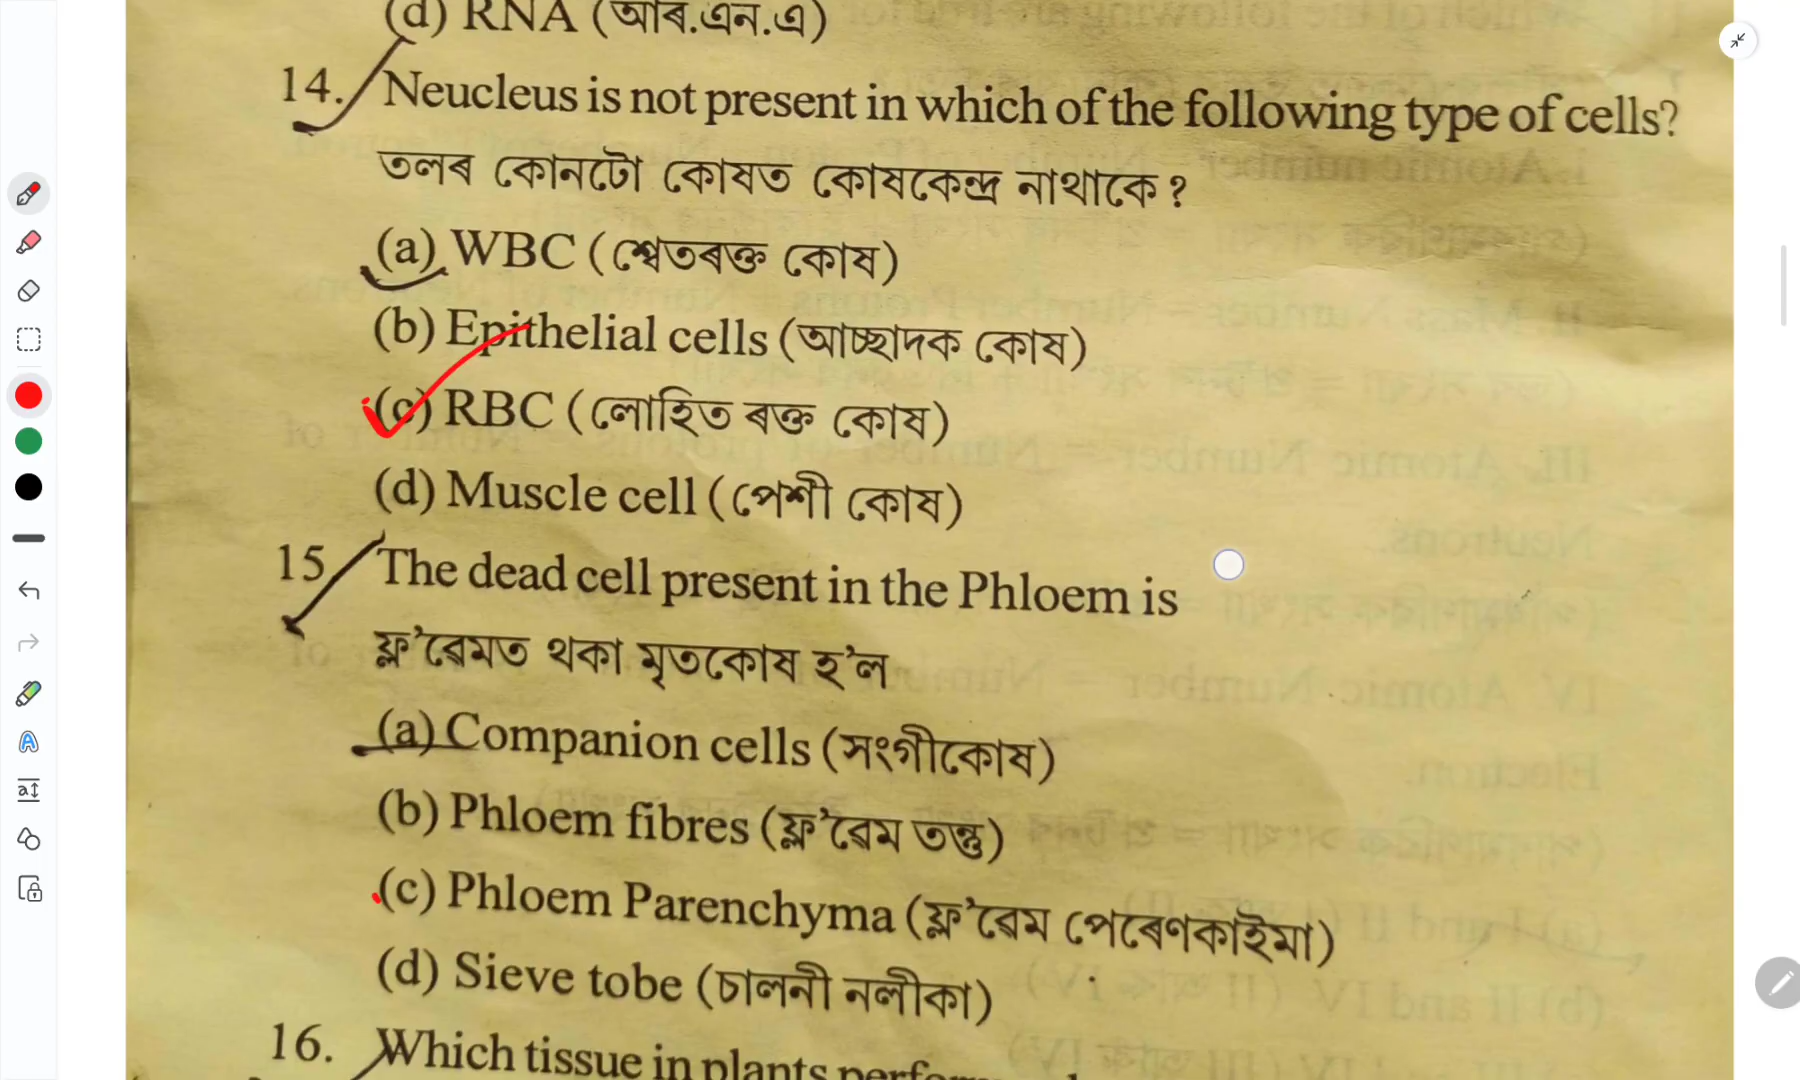 (d) RNA (আৰ.এন.এ)
14. Neucleus is not present in which of the following type of cells?
তলৰ কোনটো কোষত কোষকেন্দ্ৰ নাথাকে ?
(a) WBC (শ্বেতৰক্ত কোষ)
(b) Epithelial cells (আচ্ছাদক কোষ)
(c) RBC (লোহিত ৰক্ত কোষ)
(d) Muscle cell (পেশী কোষ)
15 The dead cell present in the Phloem is
ফ্ল'ৱেমত থকা মৃতকোষ হ'ল
(a) Companion cells (সংগীকোষ)
(b) Phloem fibres (ফ্ল'ৱেম তন্তু)
(c) Phloem Parenchyma (ফ্ল'ৱেম পেৰেণকাইমা)
(d) Sieve tobe (চালনী নলীকা)
16. Which tissue in plants